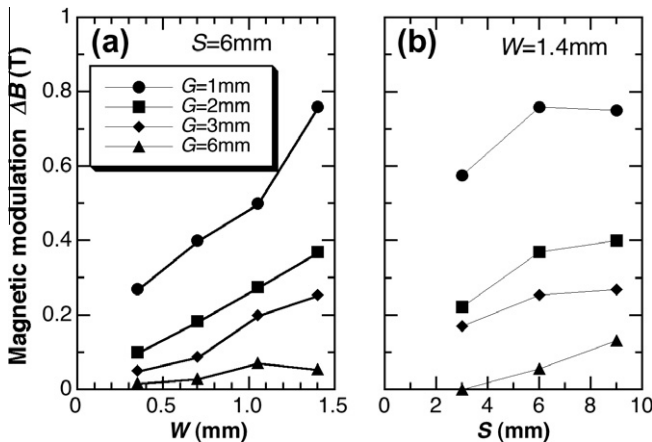 Magnetic modulation ΔB (T)
1
0.8
0.6
0.4
0.2
0
(a)
S=6mm
G=1mm
G=2mm
G=3mm
G=6mm
0
0.5
1.0
1.5
W (mm)
(b)
W=1.4mm
0
2
4
6
8
10
S (mm)